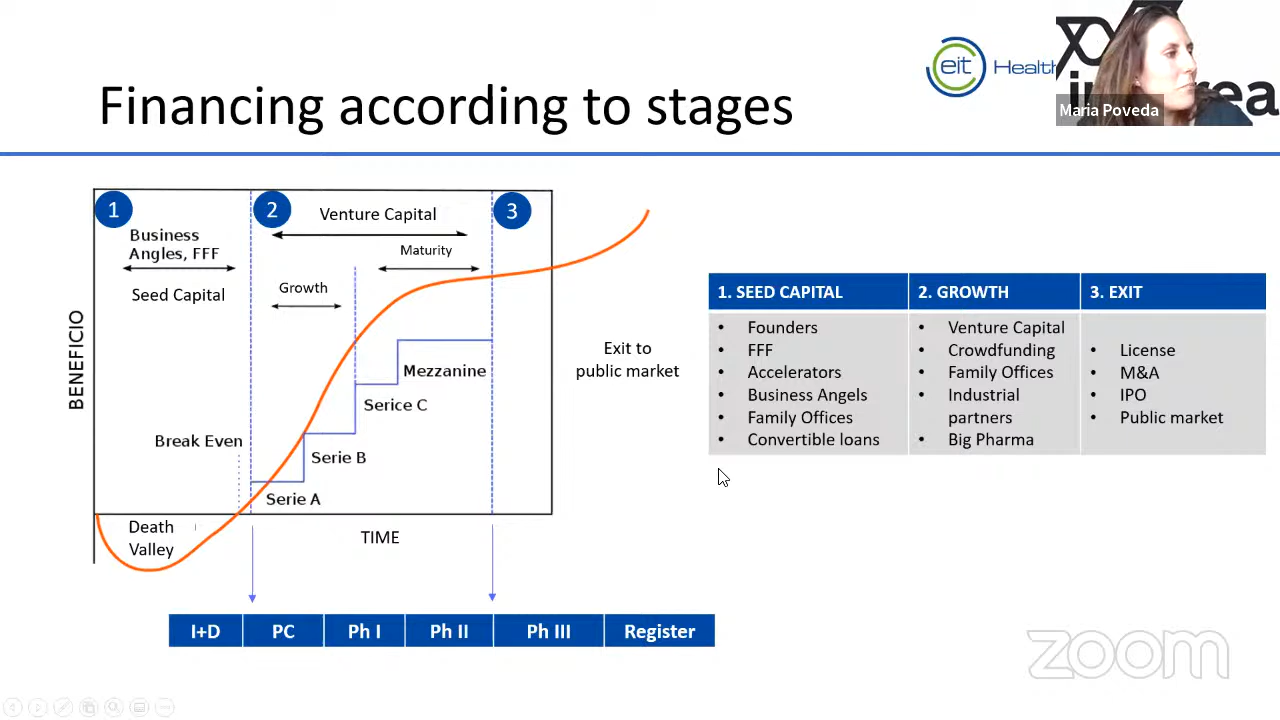 eit Health
Maria Poveda
Financing according to stages
1
2
3
Business
Angles, FFF
Seed Capital
Venture Capital
Maturity
Growth
BENEFICIO
Mezzanine
Serice C
Serie B
Serie A
Break Even
Death
Valley
TIME
Exit to
public market
I+D PC Ph I Ph II Ph III Register
1. SEED CAPITAL
• Founders
• FFF
• Accelerators
• Business Angels
• Family Offices
• Convertible loans
2. GROWTH
• Venture Capital
• Crowdfunding
• Family Offices
• Industrial
partners
• Big Pharma
3. EXIT
• License
• M&A
• IPO
• Public market
zoom